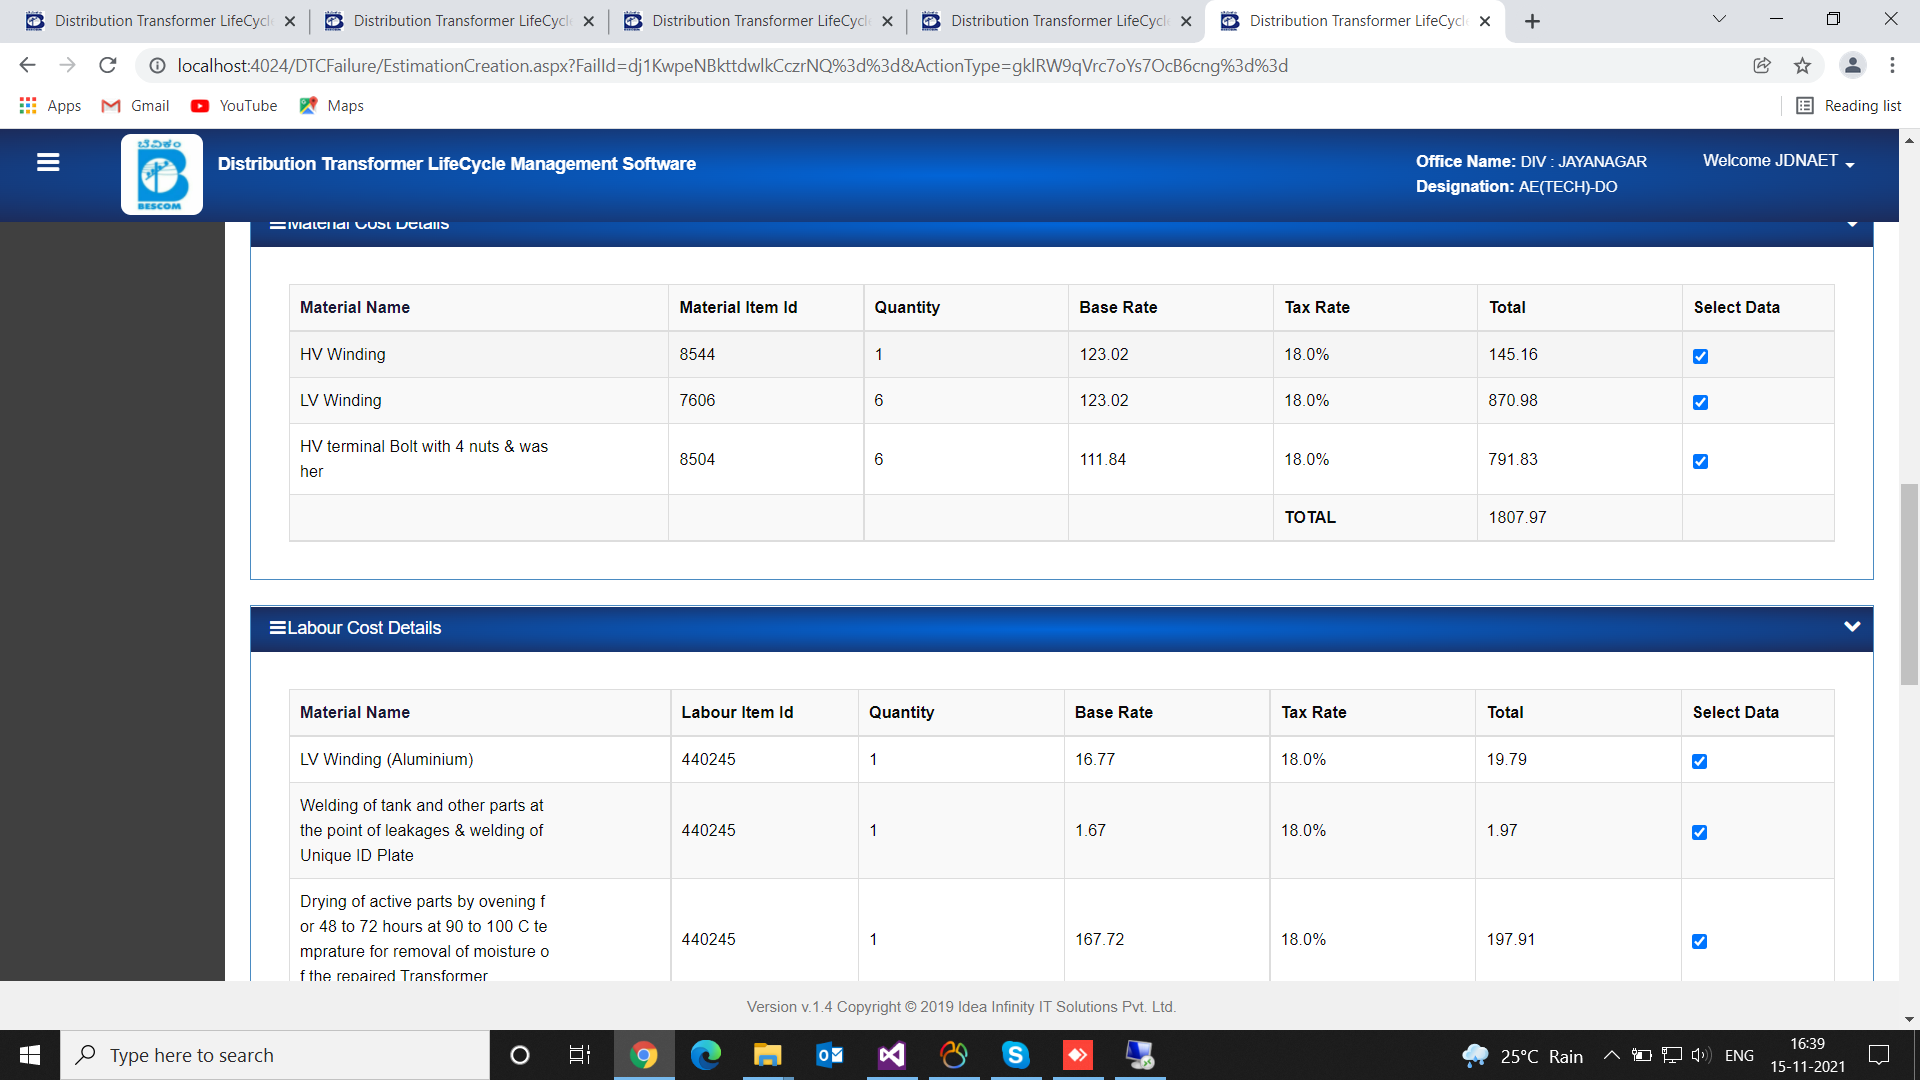 Distribution Transformer LifeCycle
Distribution Transformer LifeCycle
Distribution Transformer LifeCycle
Distribution Transformer LifeCycle
Distribution Transformer LifeCycle
localhost:4024/DTCFailure/EstimationCreation.aspx?FailId=dj1KwpeNBkttdwlkCczrNQ%3d%3d&ActionType=gkIRW9qVrc7oYs7OcB6cng%3d%3d
Apps
Gmail
YouTube
Maps
Reading list
ಬೆವಿಕಂ
BESCOM
Distribution Transformer LifeCycle Management Software
Office Name: DIV : JAYANAGAR
Designation: AE(TECH)-DO
Welcome JDNAET
Material Cost Details
Material Name Material Item Id Quantity Base Rate Tax Rate Total Select Data
HV Winding 8544 1 123.02 18.0% 145.16
LV Winding 7606 6 123.02 18.0% 870.98
HV terminal Bolt with 4 nuts & was
her
8504 6 111.84 18.0% 791.83
TOTAL 1807.97
Labour Cost Details
Material Name Labour Item Id Quantity Base Rate Tax Rate Total Select Data
LV Winding (Aluminium) 440245 1 16.77 18.0% 19.79
Welding of tank and other parts at
the point of leakages & welding of
Unique ID Plate
440245 1 1.67 18.0% 1.97
Drying of active parts by ovening f
or 48 to 72 hours at 90 to 100 C te
mprature for removal of moisture o
f the repaired Transformer
440245 1 167.72 18.0% 197.91
Version v.1.4 Copyright © 2019 Idea Infinity IT Solutions Pvt. Ltd.
Type here to search
25°C Rain
ENG
16:39
15-11-2021